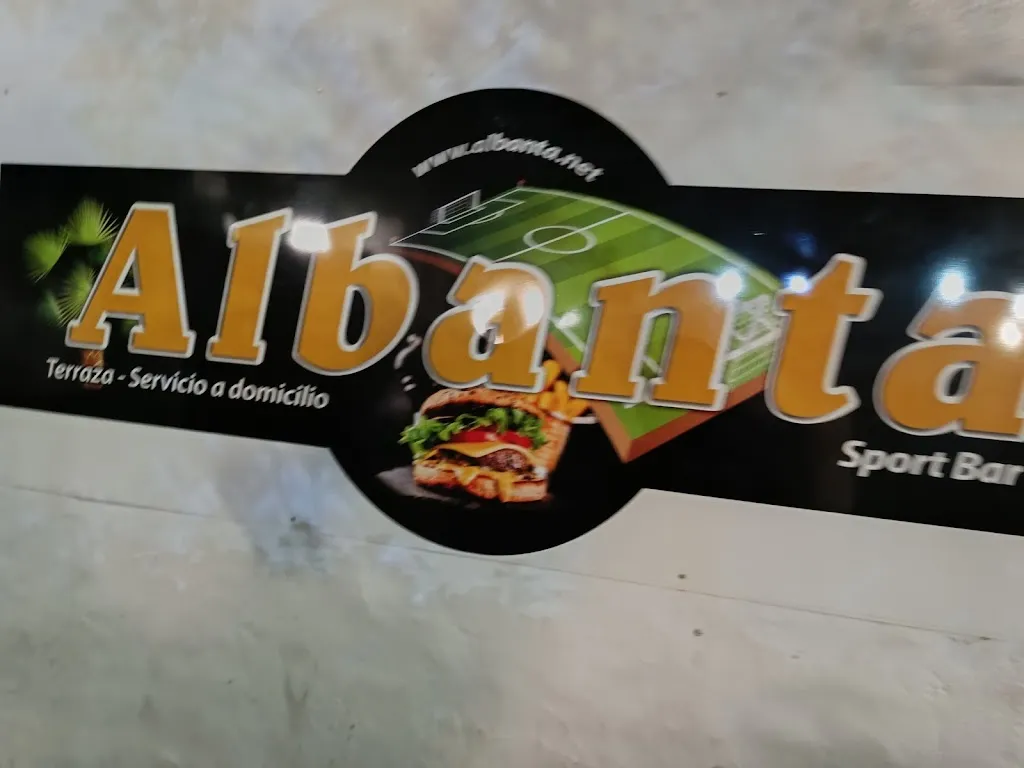 www.albanta.net
Albanta
Terraza - Servicio a domicilio
Sport Bar